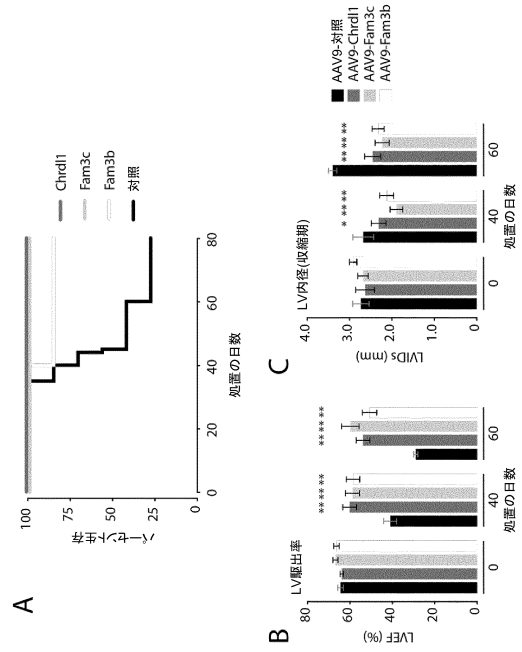 A
100
75
50
25
0
パーセント生存
0
20
40
60
80
処置の日数
Chrdl1
Fam3c
Fam3b
対照
B
LV駆出率
80
60
40
20
0
LVEF (%)
** ** **
** ** **
0
40
60
処置の日数
C
LV内径(収縮期)
4.0
3.0
2.0
1.0
0
LVIDs (mm)
* ** **
** ** **
0
40
60
処置の日数
AAV9-対照
AAV9-Chrdl1
AAV9-Fam3c
AAV9-Fam3b